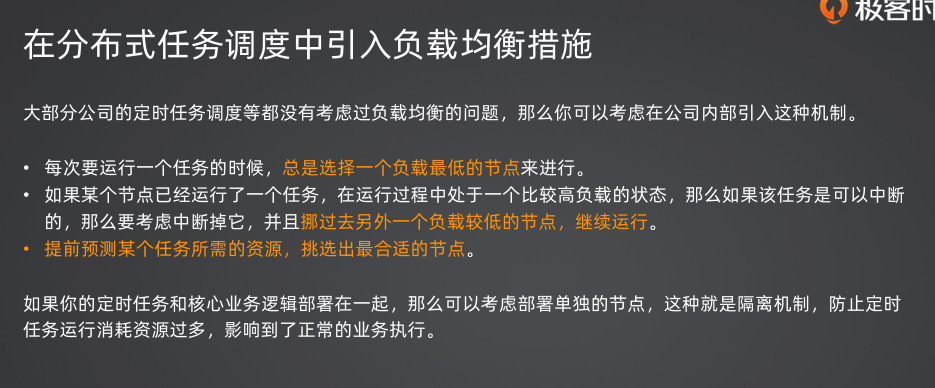 极客时
在分布式任务调度中引入负载均衡措施
大部分公司的定时任务调度等都没有考虑过负载均衡的问题，那么你可以考虑在公司内部引入这种机制。
• 每次要运行一个任务的时候，总是选择一个负载最低的节点来进行。
• 如果某个节点已经运行了一个任务，在运行过程中处于一个比较高负载的状态，那么如果该任务是可以中断
的，那么要考虑中断掉它，并且挪过去另外一个负载较低的节点，继续运行。
• 提前预测某个任务所需的资源，挑选出最合适的节点。
如果你的定时任务和核心业务逻辑部署在一起，那么可以考虑部署单独的节点，这种就是隔离机制，防止定时
任务运行消耗资源过多，影响到了正常的业务执行。